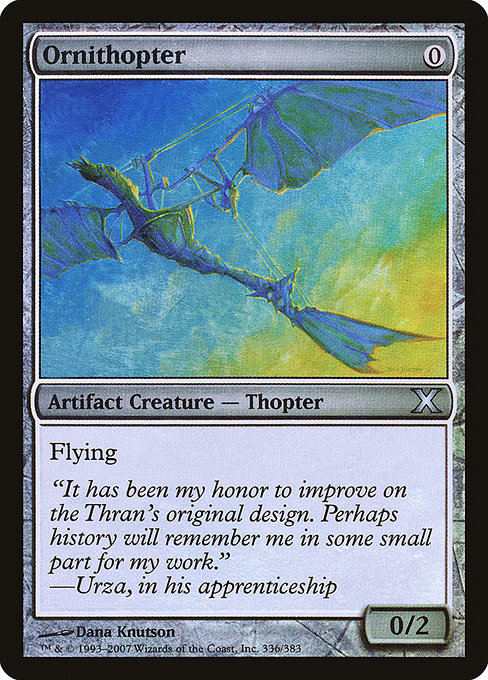 Ornithopter 0
Artifact Creature — Thopter X
Flying
“It has been my honor to improve on
the Thran’s original design. Perhaps
history will remember me in some small
part for my work.”
—Urza, in his apprenticeship
Dana Knutson
0/2
™ & © 1993–2007 Wizards of the Coast, Inc. 336/383